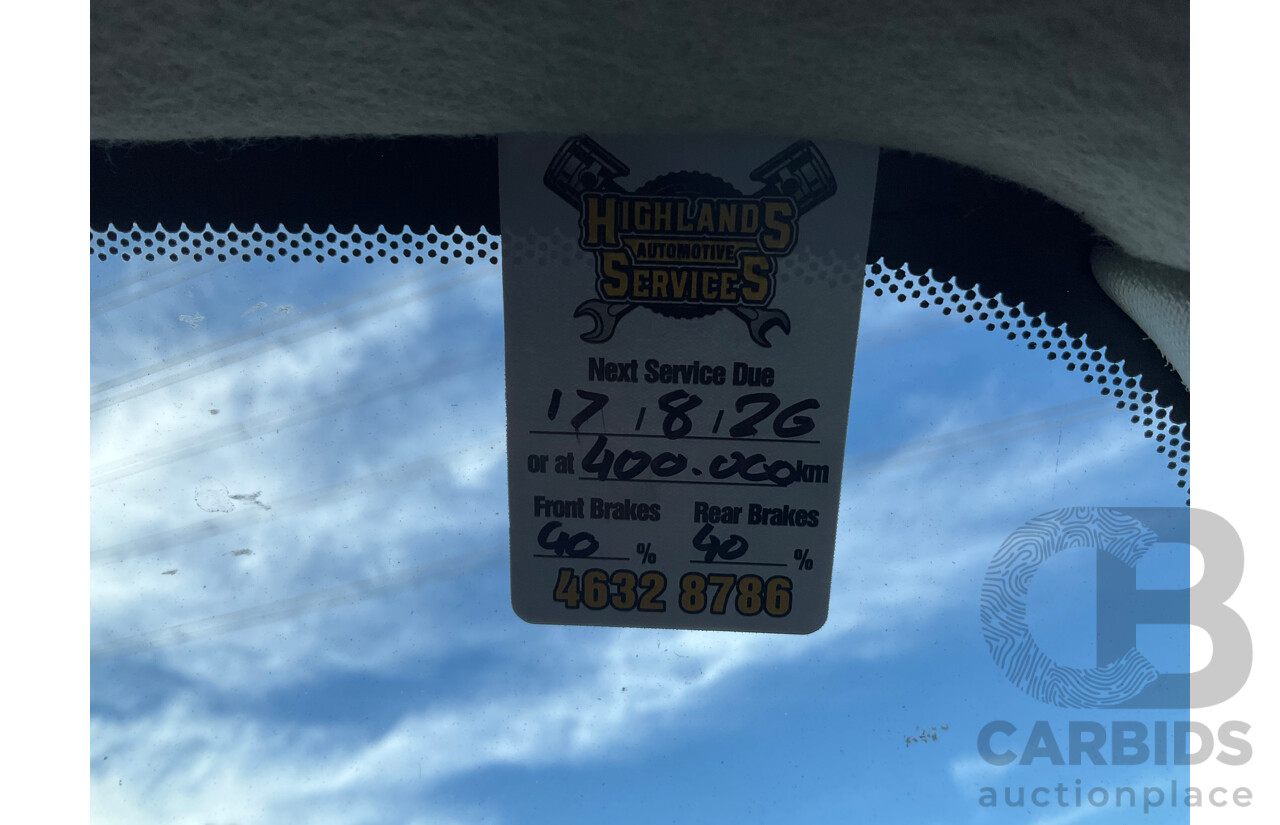 HIGHLANDS
AUTOMOTIVE
SERVICES
Next Service Due
17/8/26
or at 400.000km
Front Brakes Rear Brakes
40 % 40 %
4632 8786
CB
CARBIDS
auctionplace